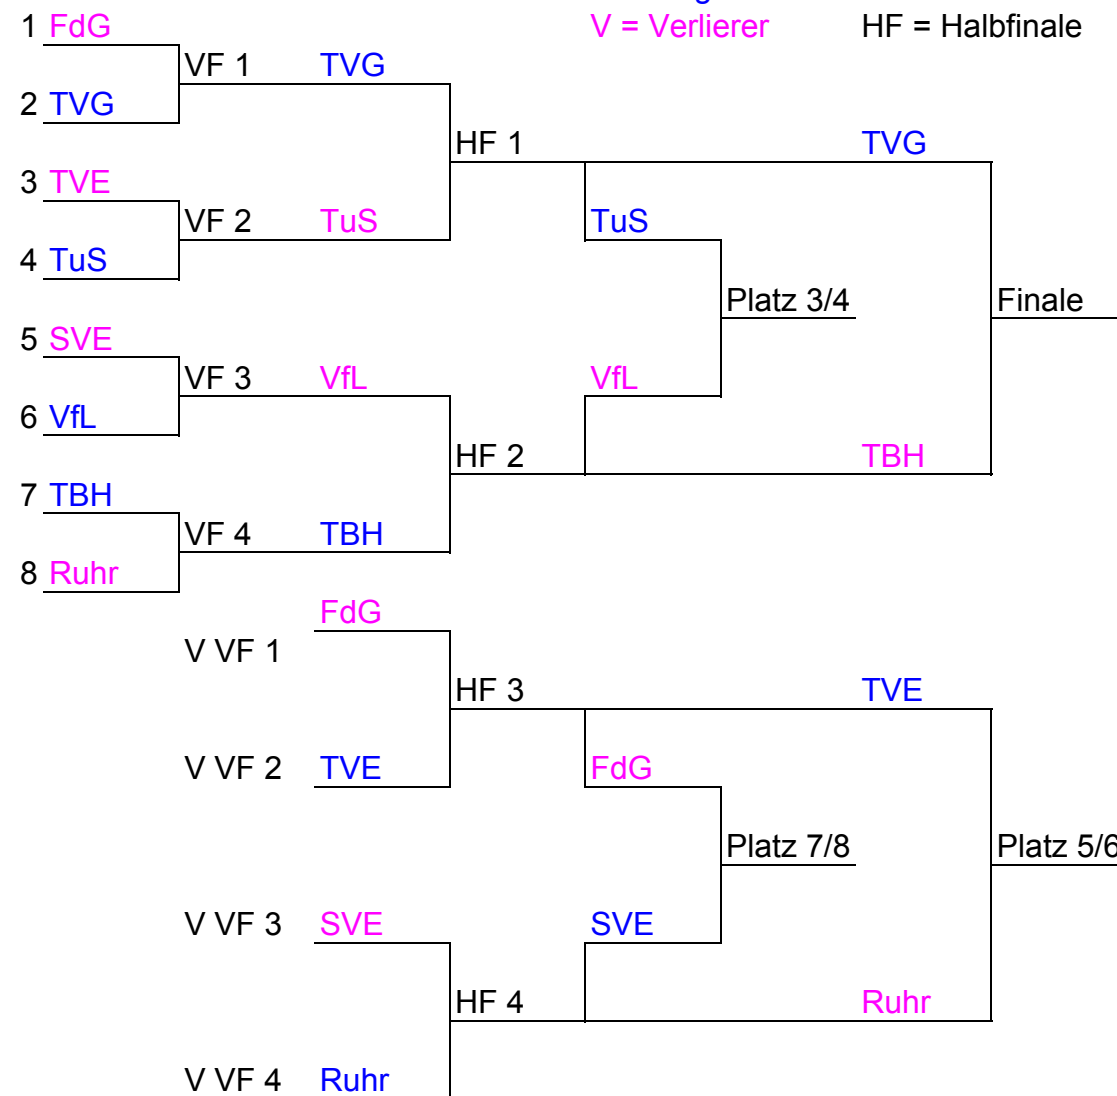 1 FdG V = Verlierer HF = Halbfinale
VF 1 TVG
2 TVG
HF 1 TVG
3 TVE
VF 2 TuS TuS
4 TuS
Platz 3/4 Finale
5 SVE
VF 3 VfL VfL
6 VfL
HF 2 TBH
7 TBH
VF 4 TBH
8 Ruhr
FdG
V VF 1
HF 3 TVE
V VF 2 TVE FdG
Platz 7/8 Platz 5/6
V VF 3 SVE SVE
HF 4 Ruhr
V VF 4 Ruhr